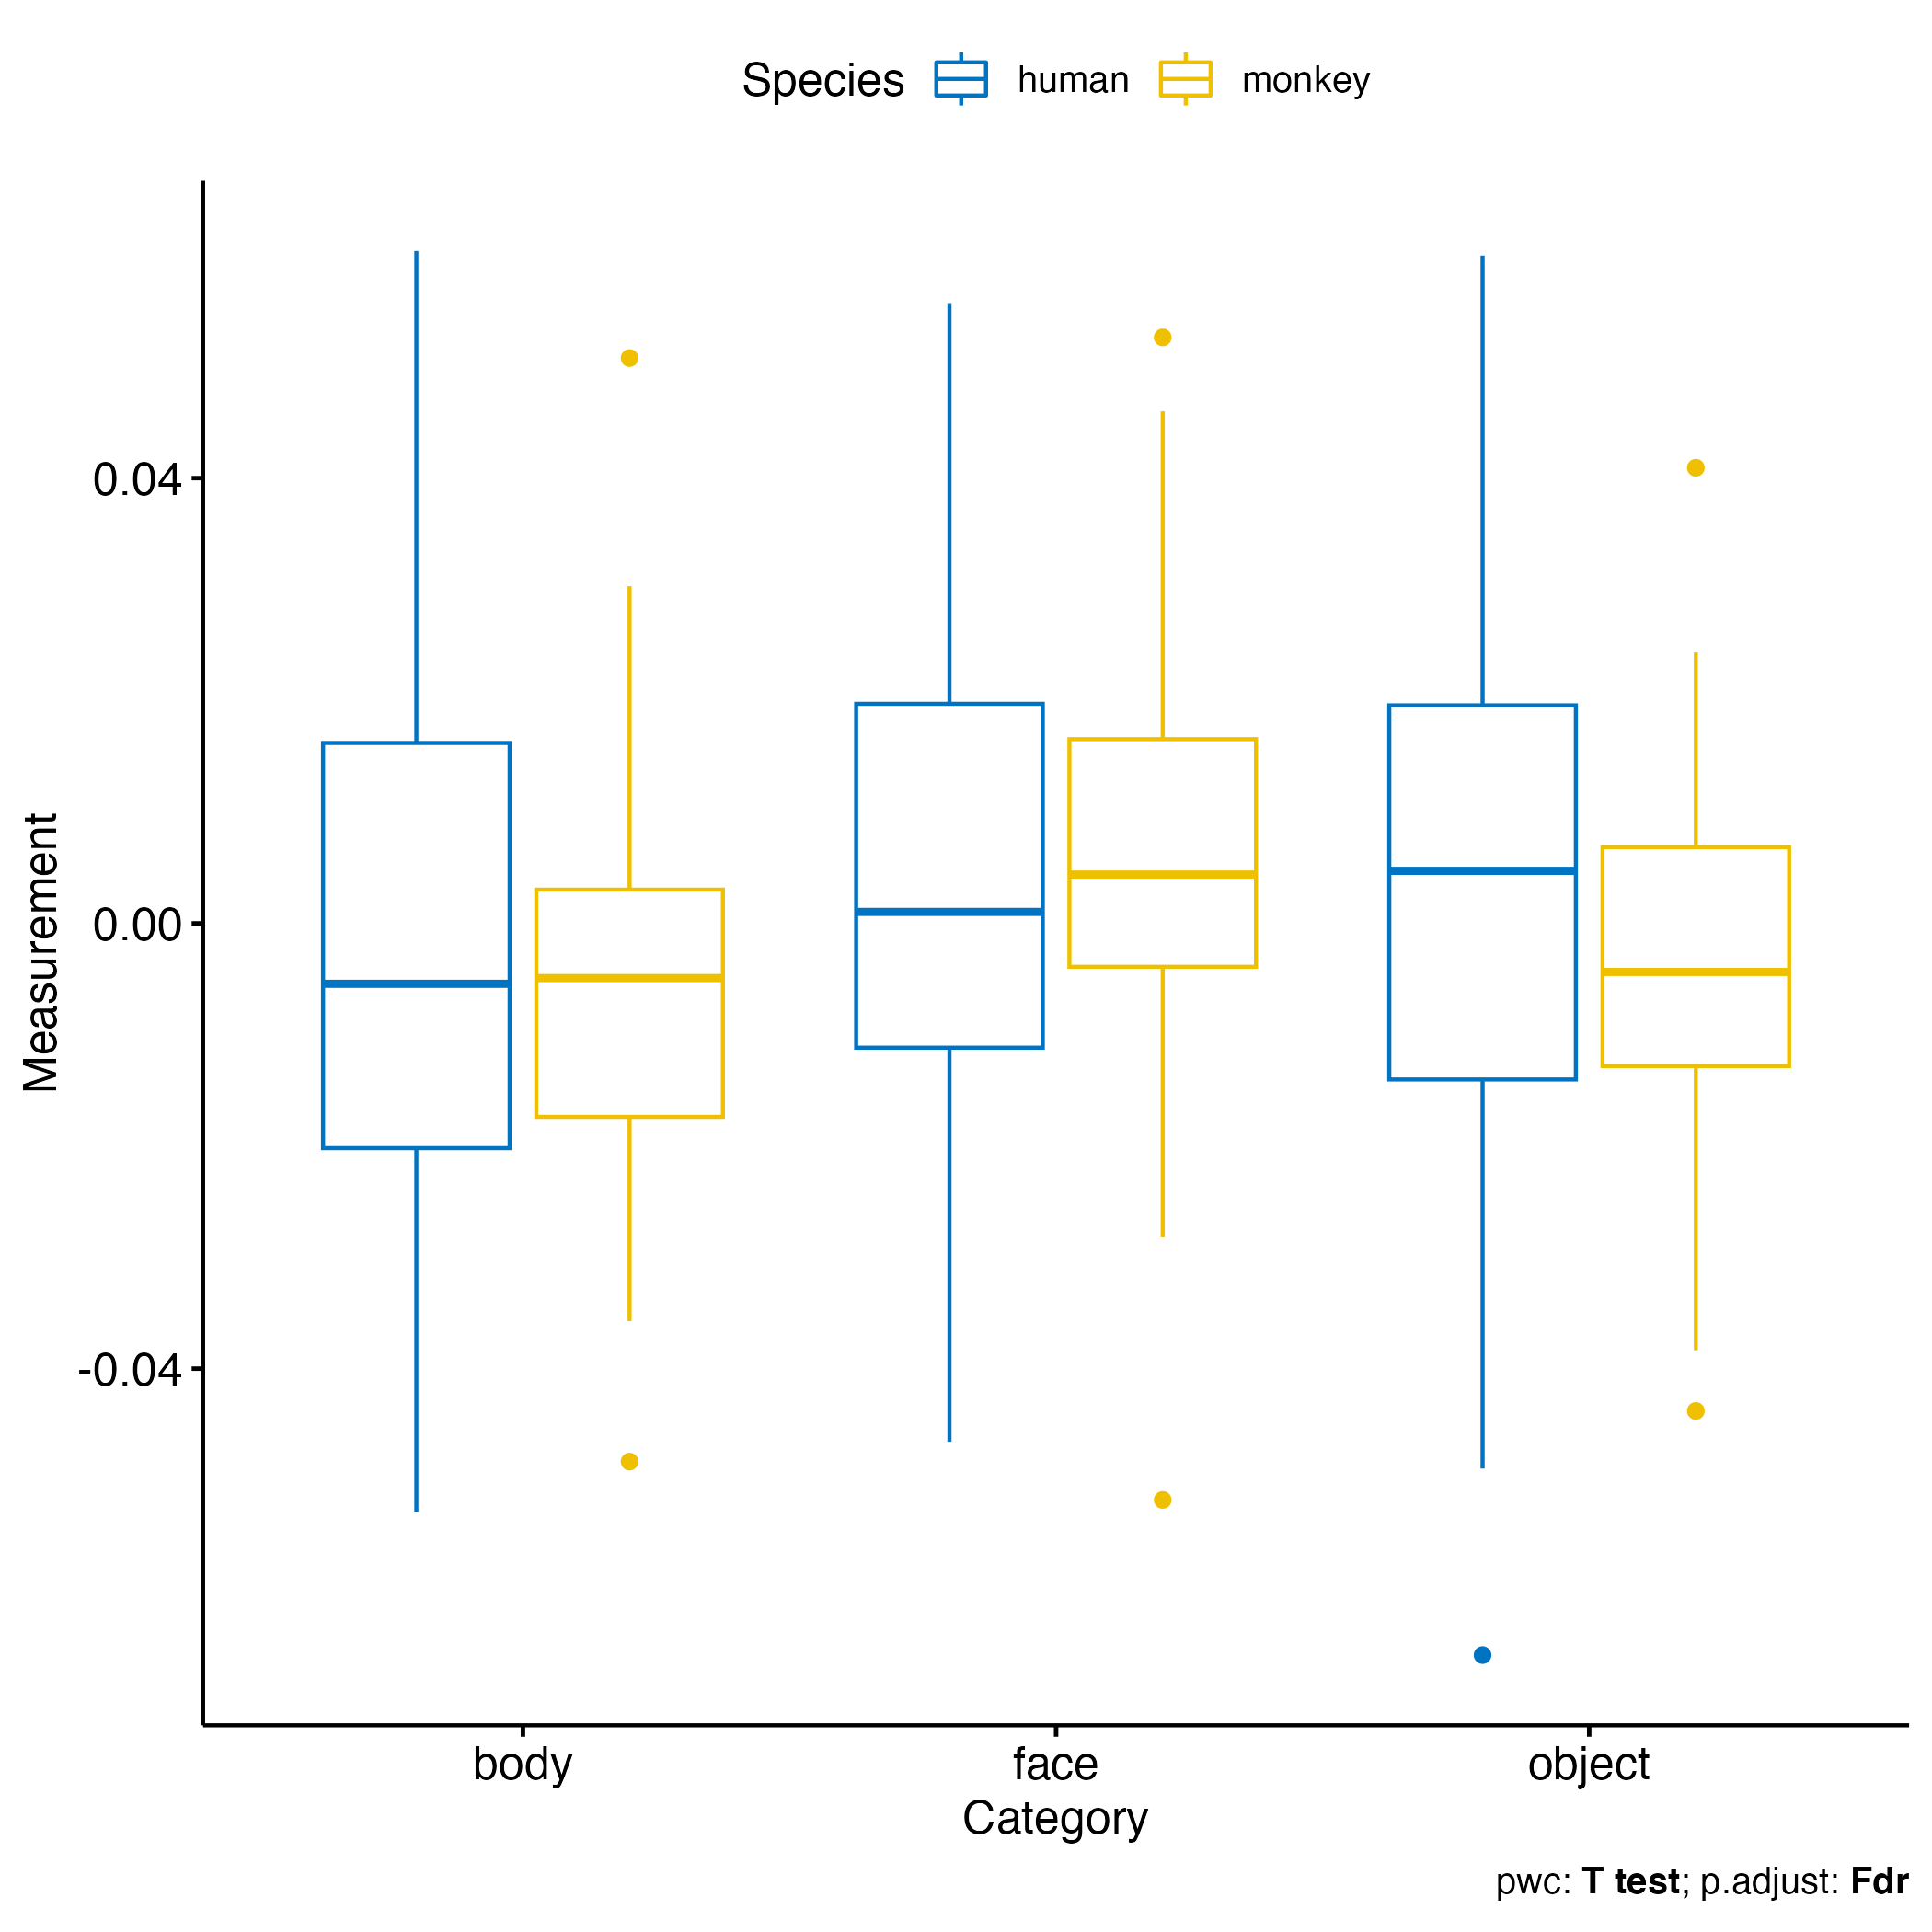 Species human monkey
0.04
0.00
-0.04
Measurement
body face object
Category
pwc: T test; p.adjust: Fdr